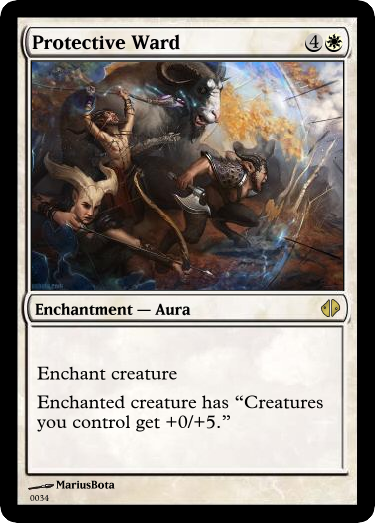 Protective Ward 4
Enchantment — Aura
Enchant creature
Enchanted creature has “Creatures
you control get +0/+5.”
MariusBota
0034